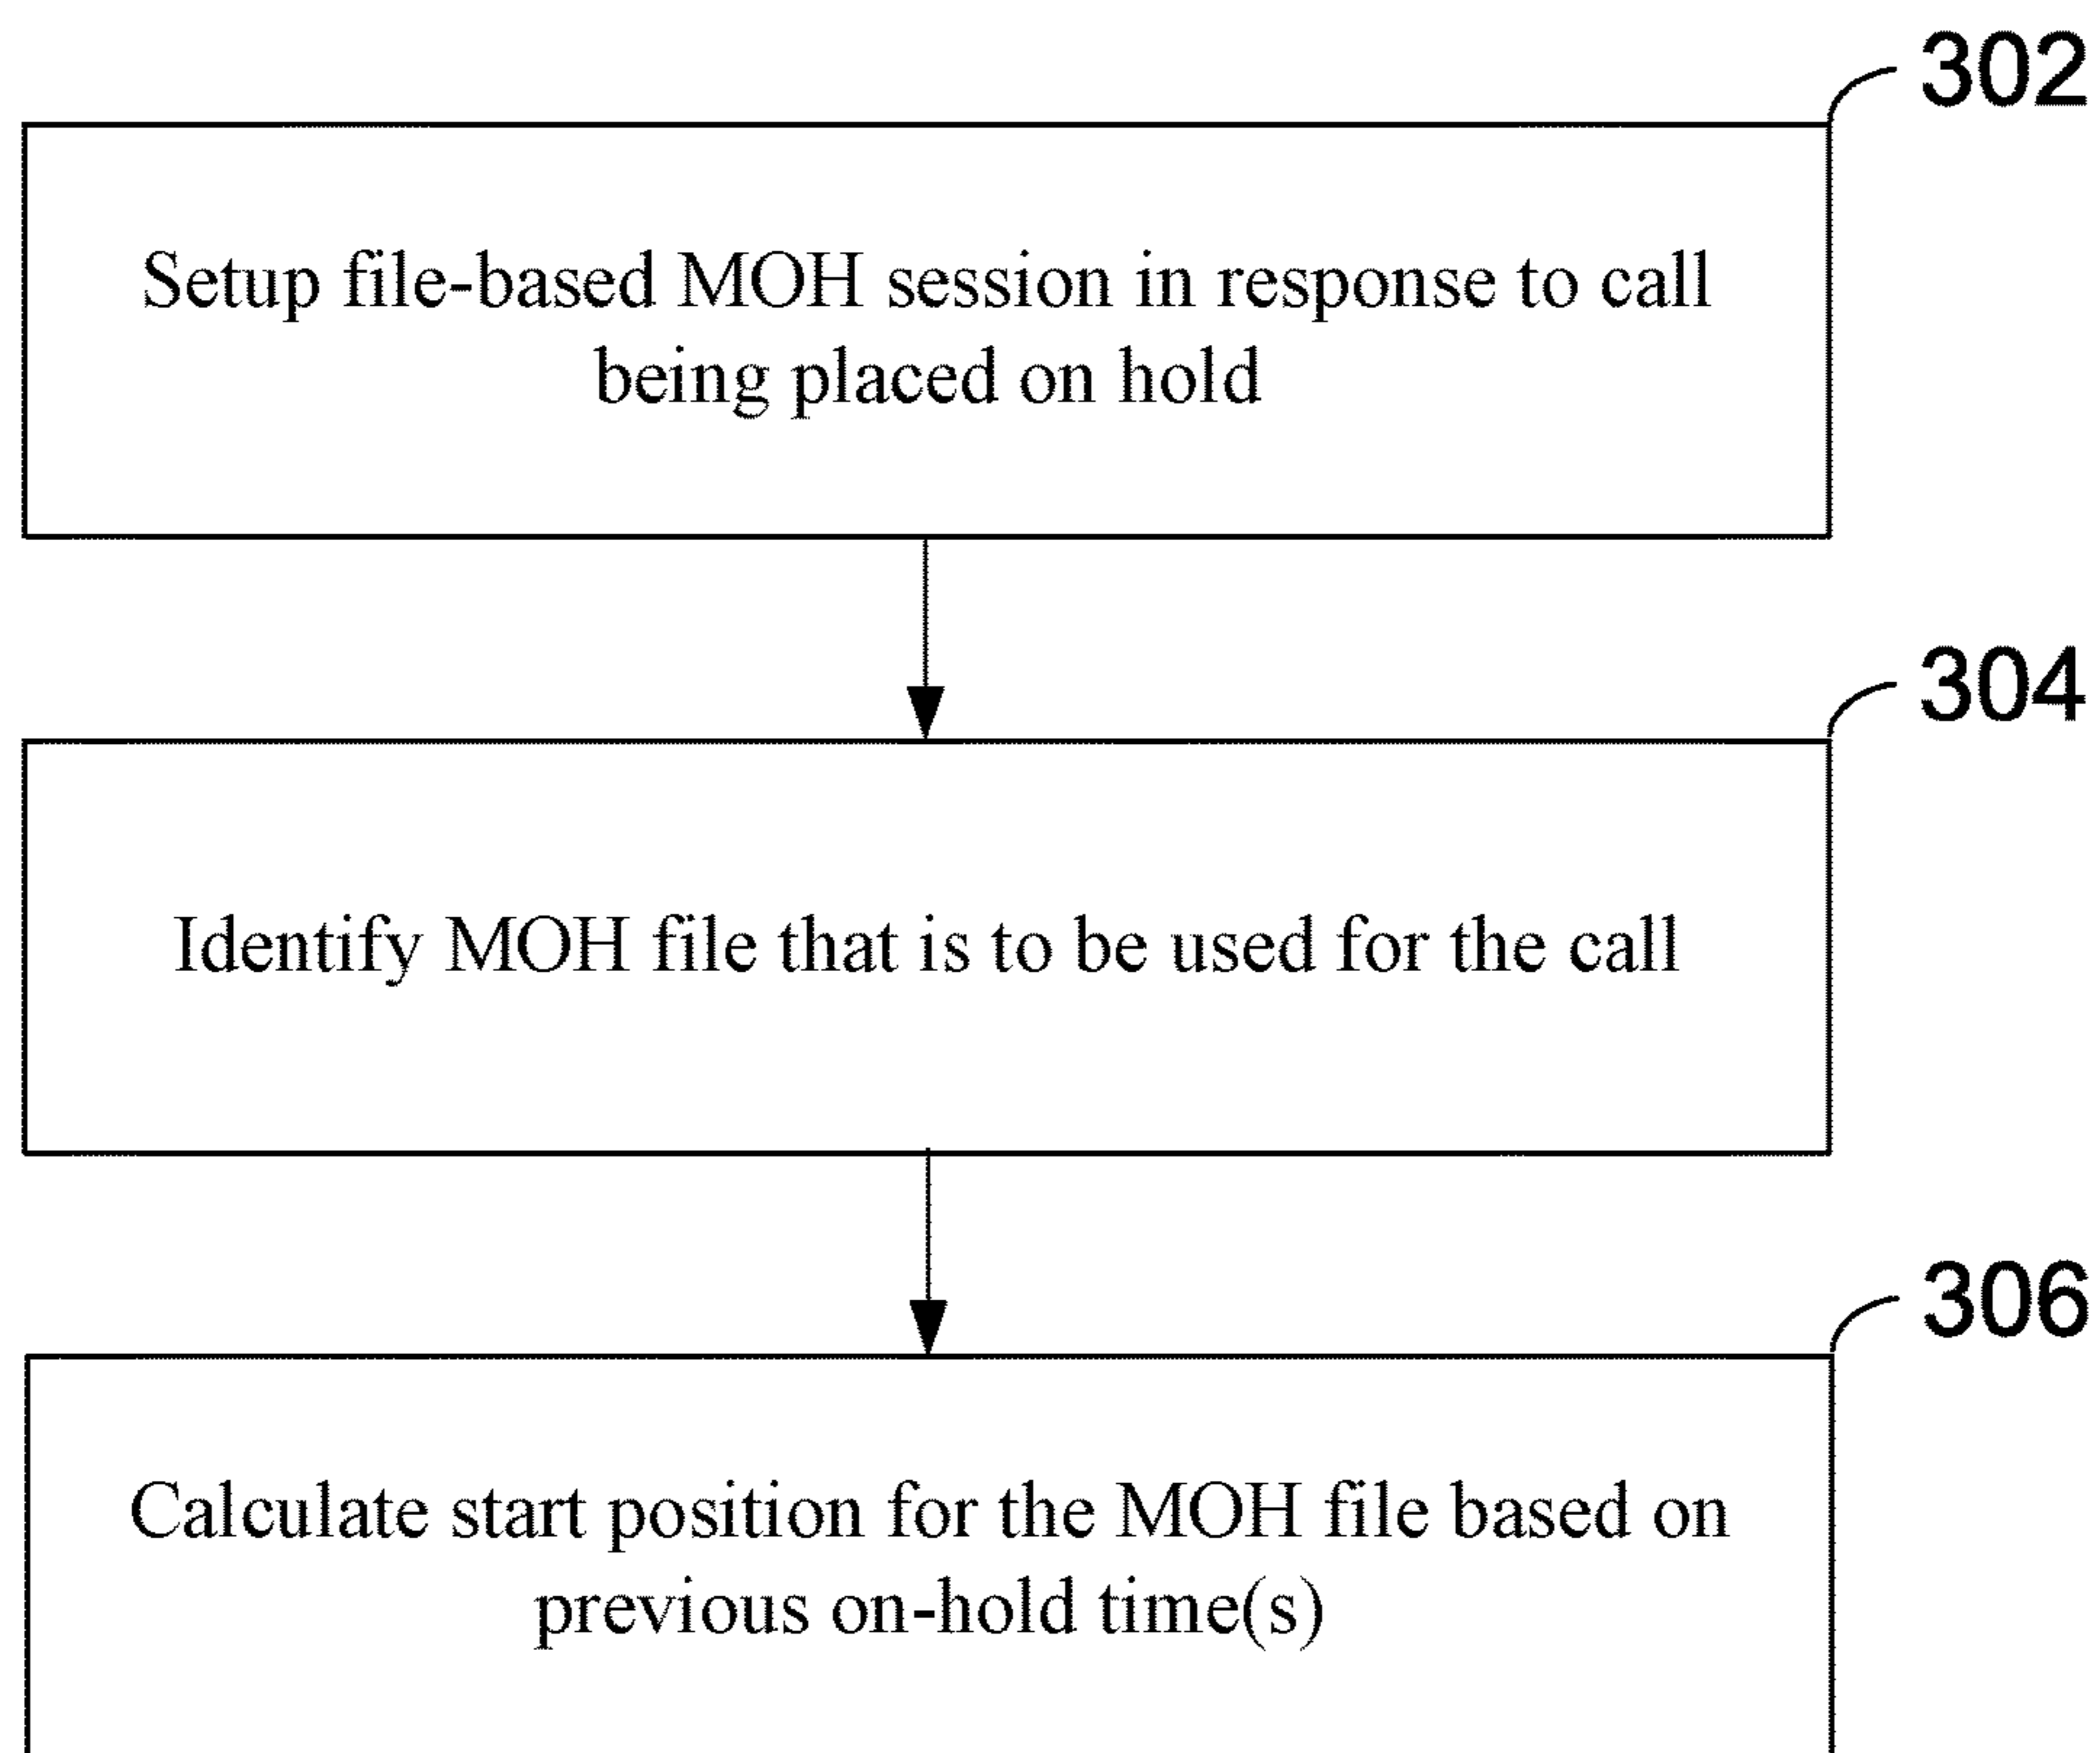 302
Setup file-based MOH session in response to call
being placed on hold
304
Identify MOH file that is to be used for the call
306
Calculate start position for the MOH file based on
previous on-hold time(s)